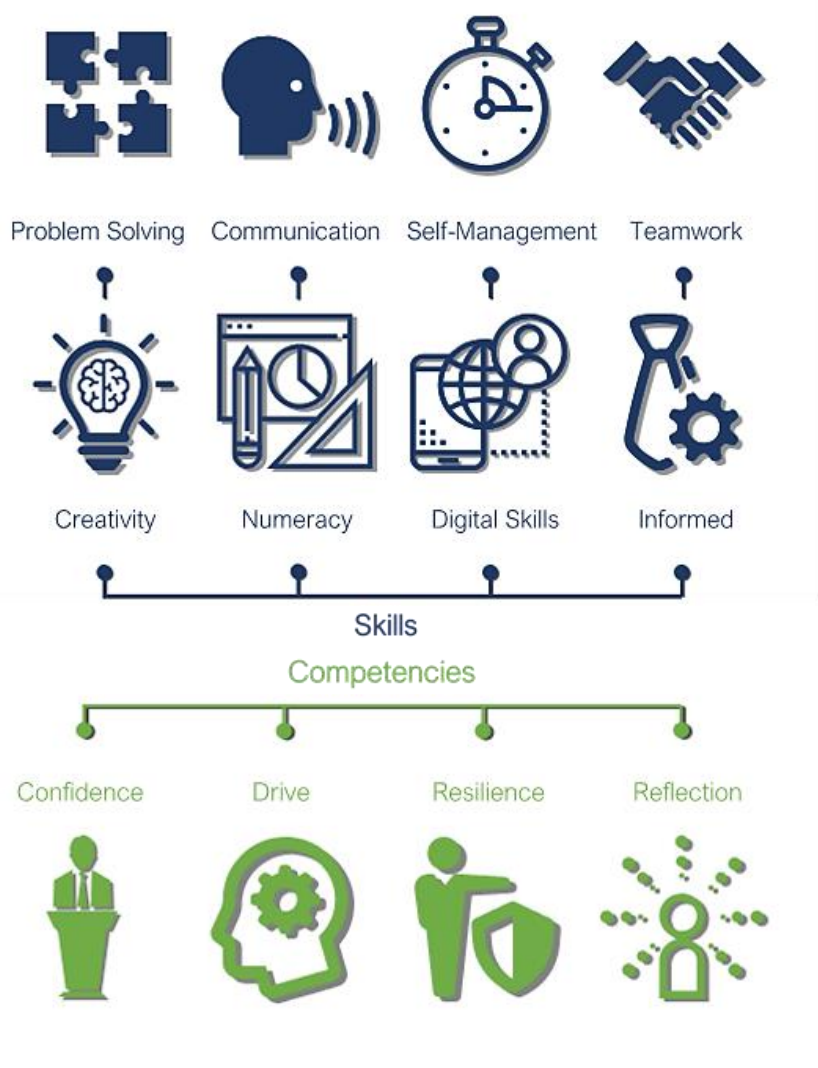 Problem Solving Communication Self-Management Teamwork
Creativity Numeracy Digital Skills Informed
Skills
Competencies
Confidence Drive Resilience Reflection